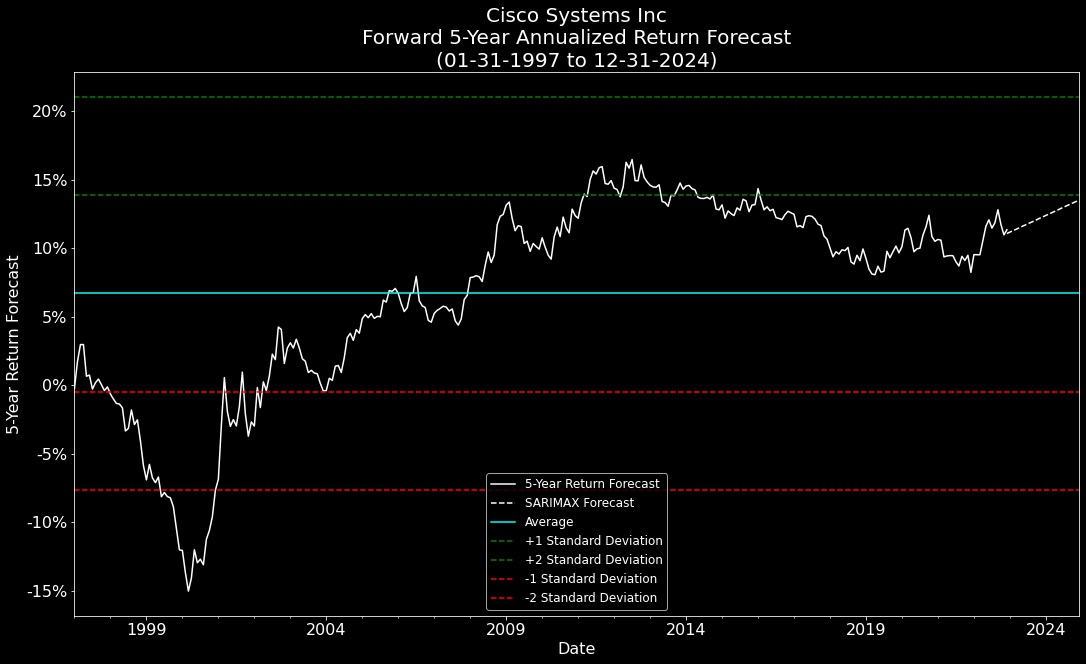 Cisco Systems Inc
Forward 5-Year Annualized Return Forecast
(01-31-1997 to 12-31-2024)
5-Year Return Forecast
20%
15%
10%
5%
0%
-5%
-10%
-15%
5-Year Return Forecast
SARIMAX Forecast
Average
+1 Standard Deviation
+2 Standard Deviation
-1 Standard Deviation
-2 Standard Deviation
1999 2004 2009 2014 2019 2024
Date